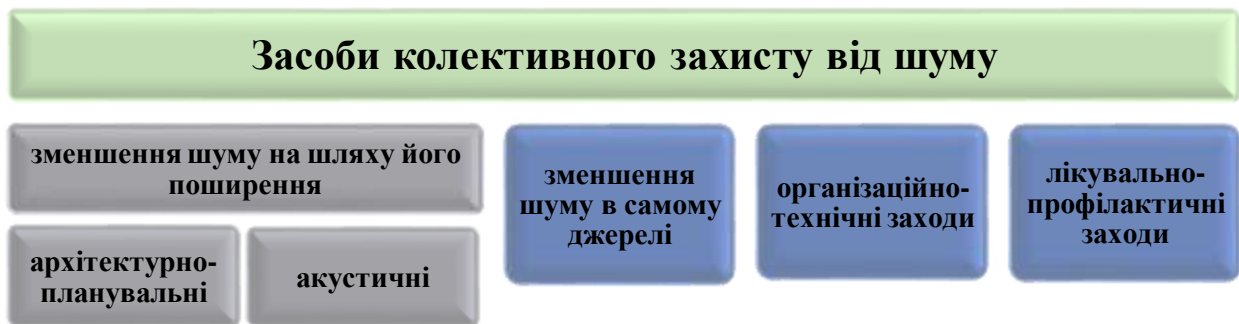 Засоби колективного захисту від шуму
зменшення шуму на шляху його
поширення
архітектурно-
планувальні
акустичні
зменшення
шуму в самому
джерелі
організаційно-
технічні заходи
лікувально-
профілактичні
заходи